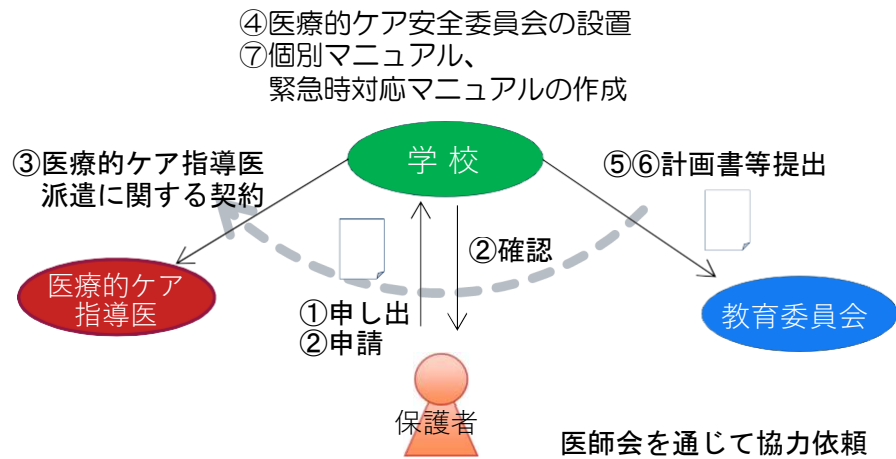 ④医療的ケア安全委員会の設置
⑦個別マニュアル、
緊急時対応マニュアルの作成
学校
③医療的ケア指導医
派遣に関する契約
⑤⑥計画書等提出
②確認
医療的ケア
指導医
①申し出
②申請
教育委員会
保護者
医師会を通じて協力依頼